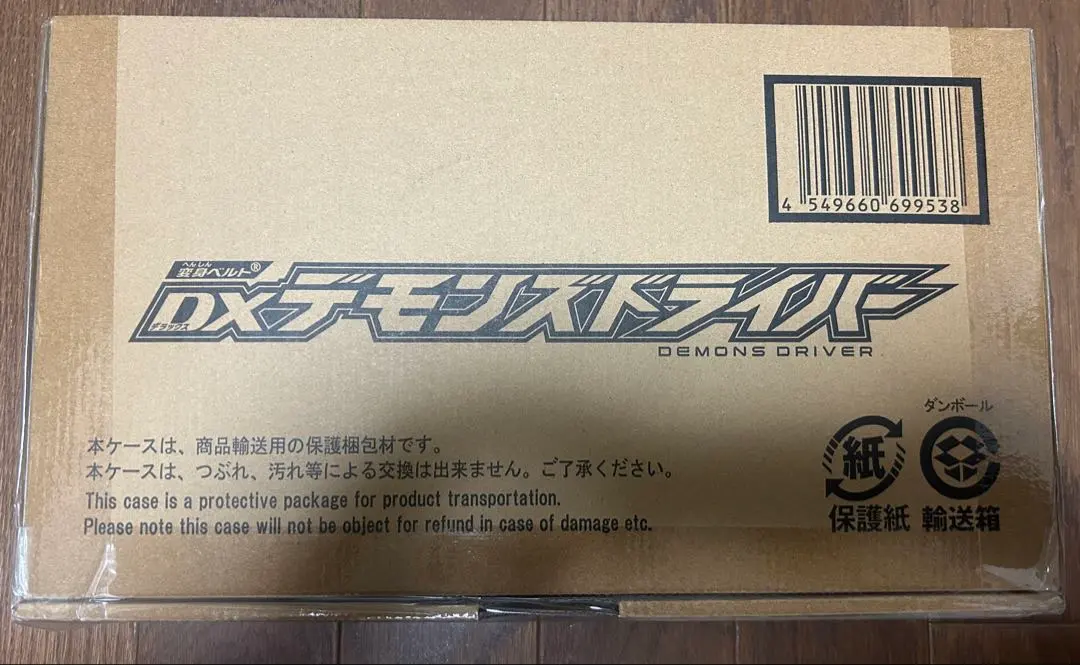 4 549660 699538
へんしん
変身ベルト®
DXデモンズドライバー
デラックス
DEMONS DRIVER
本ケースは、商品輸送用の保護梱包材です。
本ケースは、つぶれ、汚れ等による交換は出来ません。ご了承ください。
This case is a protective package for product transportation.
Please note this case will not be object for refund in case of damage etc.
ダンボール
紙
保護紙 輸送箱